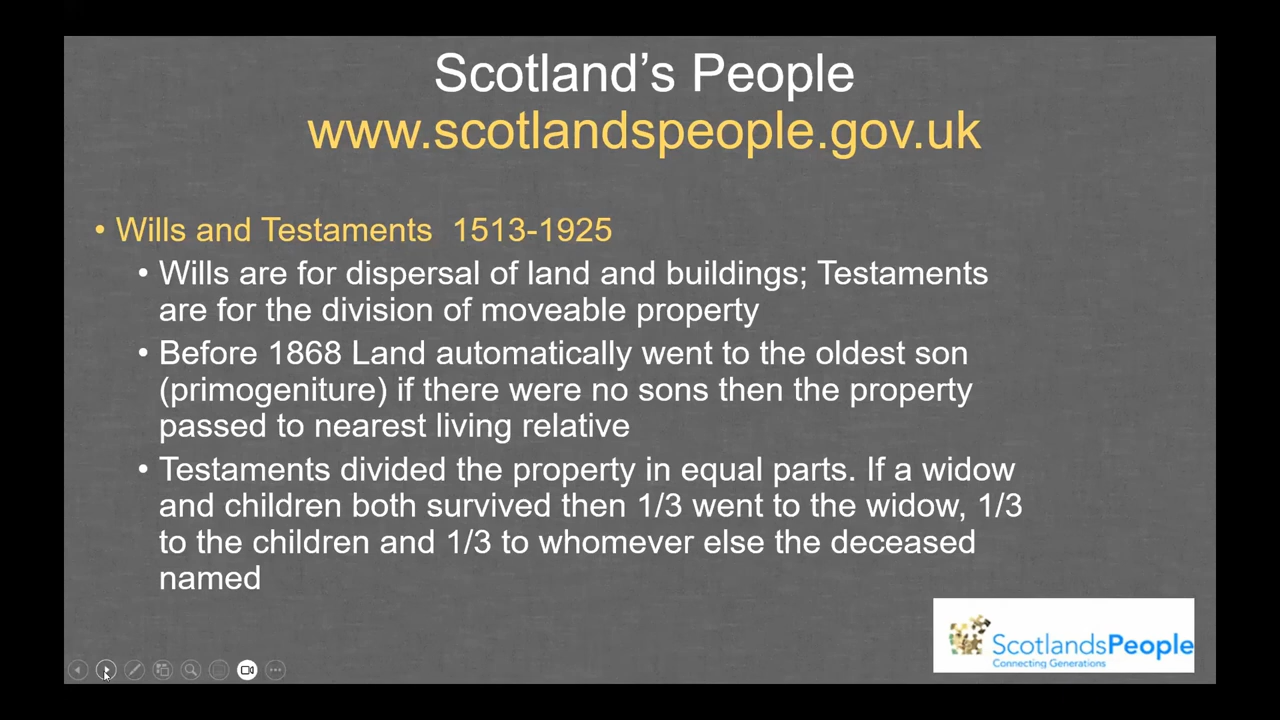 Scotland’s People
www.scotlandspeople.gov.uk
• Wills and Testaments 1513-1925
• Wills are for dispersal of land and buildings; Testaments
are for the division of moveable property
• Before 1868 Land automatically went to the oldest son
(primogeniture) if there were no sons then the property
passed to nearest living relative
• Testaments divided the property in equal parts. If a widow
and children both survived then 1/3 went to the widow, 1/3
to the children and 1/3 to whomever else the deceased
named
ScotlandsPeople
Connecting Generations